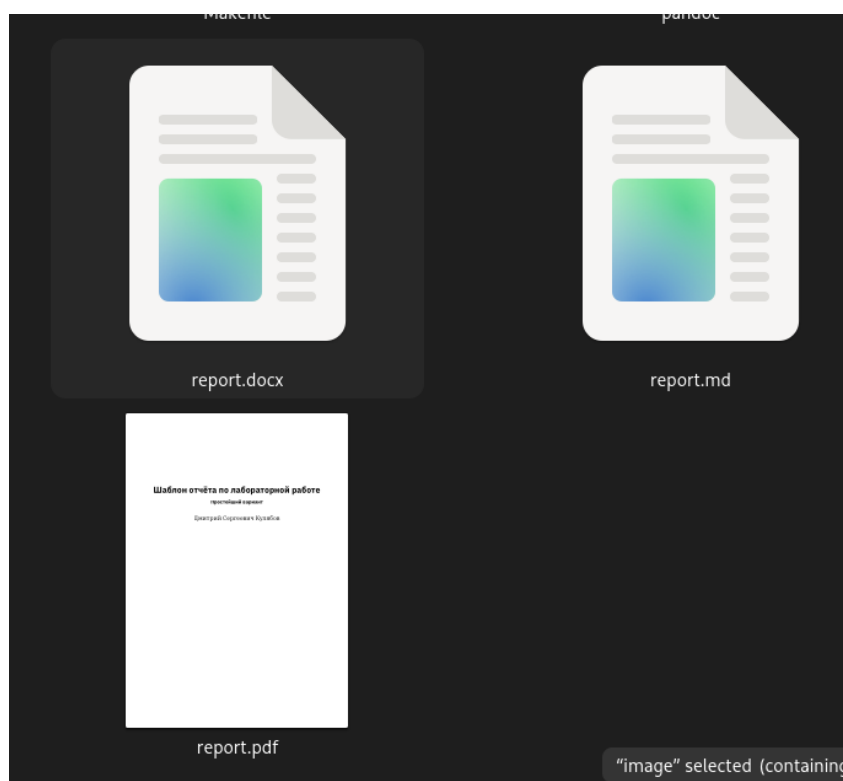 Makefile
pandoc
report.docx
report.md
Шаблон отчёта по лабораторной работе
Простейший вариант
Дмитрий Сергеевич Кулябов
report.pdf
“image” selected (containing